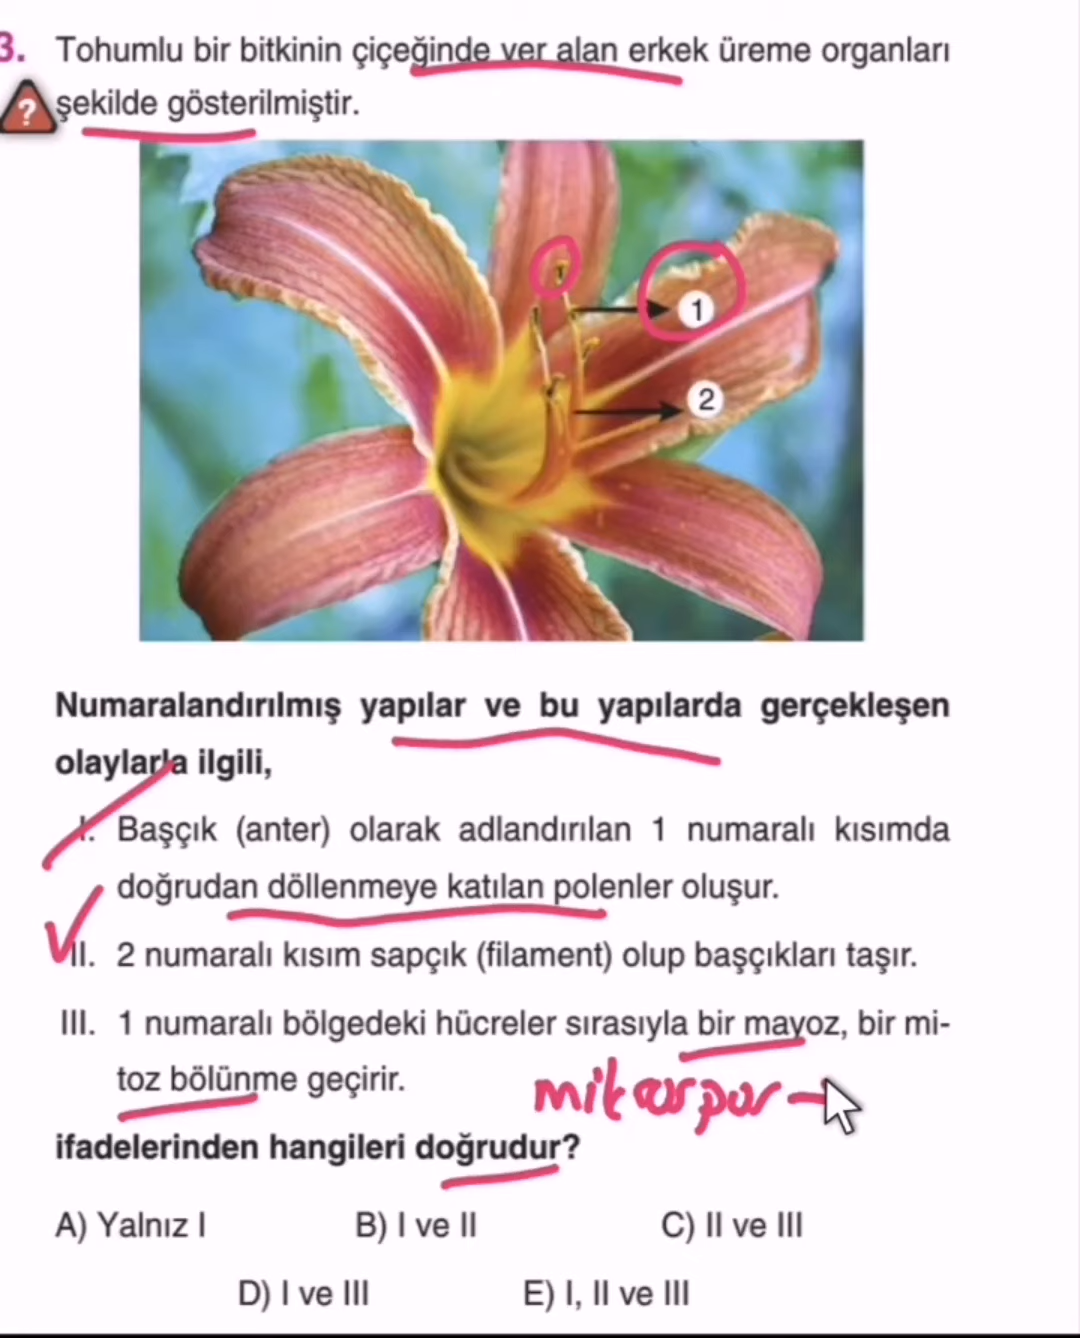 3. Tohumlu bir bitkinin çiçeğinde yer alan erkek üreme organları
? şekilde gösterilmiştir.
1
2
Numaralandırılmış yapılar ve bu yapılarda gerçekleşen
olaylarla ilgili,
I. Başçık (anter) olarak adlandırılan 1 numaralı kısımda
doğrudan döllenmeye katılan polenler oluşur.
II. 2 numaralı kısım sapçık (filament) olup başçıkları taşır.
III. 1 numaralı bölgedeki hücreler sırasıyla bir mayoz, bir mi-
toz bölünme geçirir.
mikrospor
ifadelerinden hangileri doğrudur?
A) Yalnız I B) I ve II C) II ve III
D) I ve III E) I, II ve III